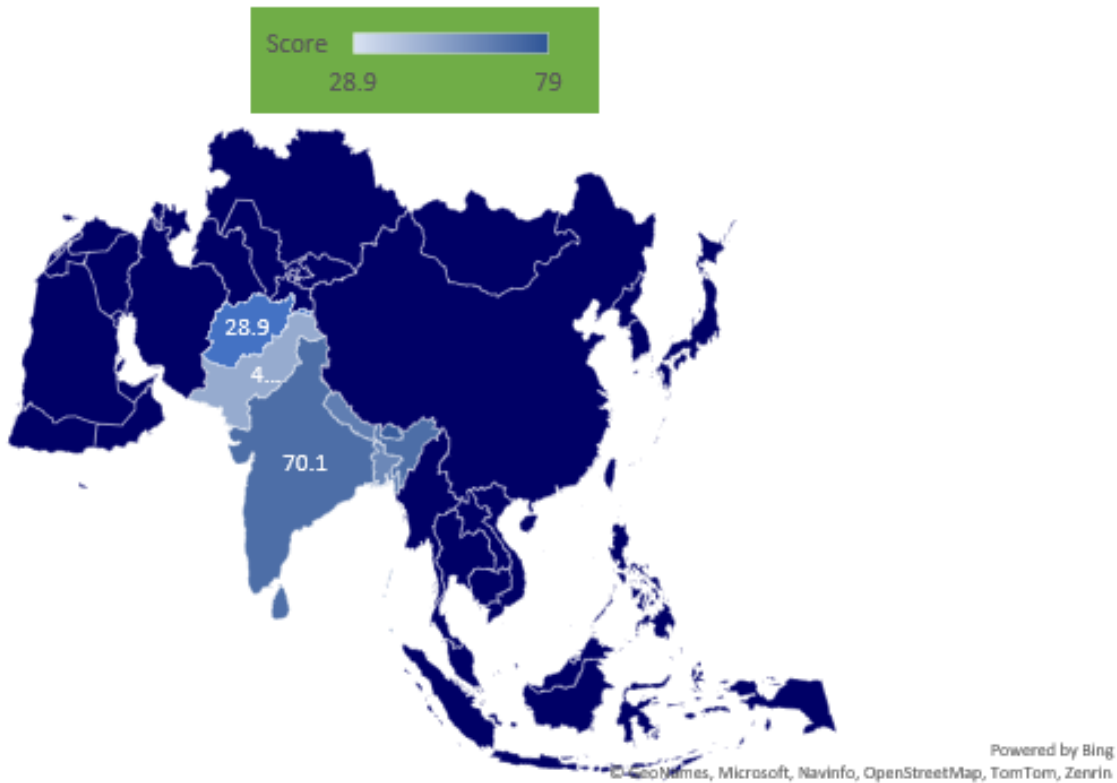 Score
28.9 79
28.9
4...
70.1
Powered by Bing
© GeoNames, Microsoft, Navinfo, OpenStreetMap, TomTom, Zenrin